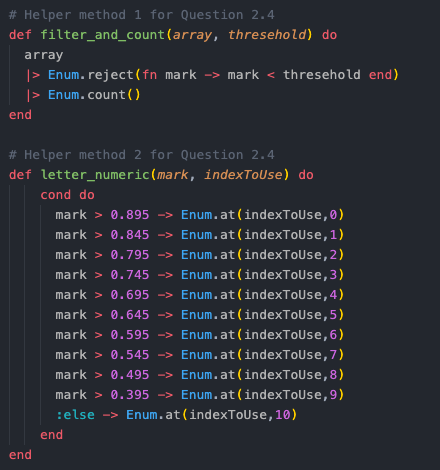 # Helper method 1 for Question 2.4
def filter_and_count(array, thresehold) do
  array
  |> Enum.reject(fn mark -> mark < thresehold end)
  |> Enum.count()
end

# Helper method 2 for Question 2.4
def letter_numeric(mark, indexToUse) do
    cond do
      mark > 0.895 -> Enum.at(indexToUse,0)
      mark > 0.845 -> Enum.at(indexToUse,1)
      mark > 0.795 -> Enum.at(indexToUse,2)
      mark > 0.745 -> Enum.at(indexToUse,3)
      mark > 0.695 -> Enum.at(indexToUse,4)
      mark > 0.645 -> Enum.at(indexToUse,5)
      mark > 0.595 -> Enum.at(indexToUse,6)
      mark > 0.545 -> Enum.at(indexToUse,7)
      mark > 0.495 -> Enum.at(indexToUse,8)
      mark > 0.395 -> Enum.at(indexToUse,9)
      :else -> Enum.at(indexToUse,10)
    end
end